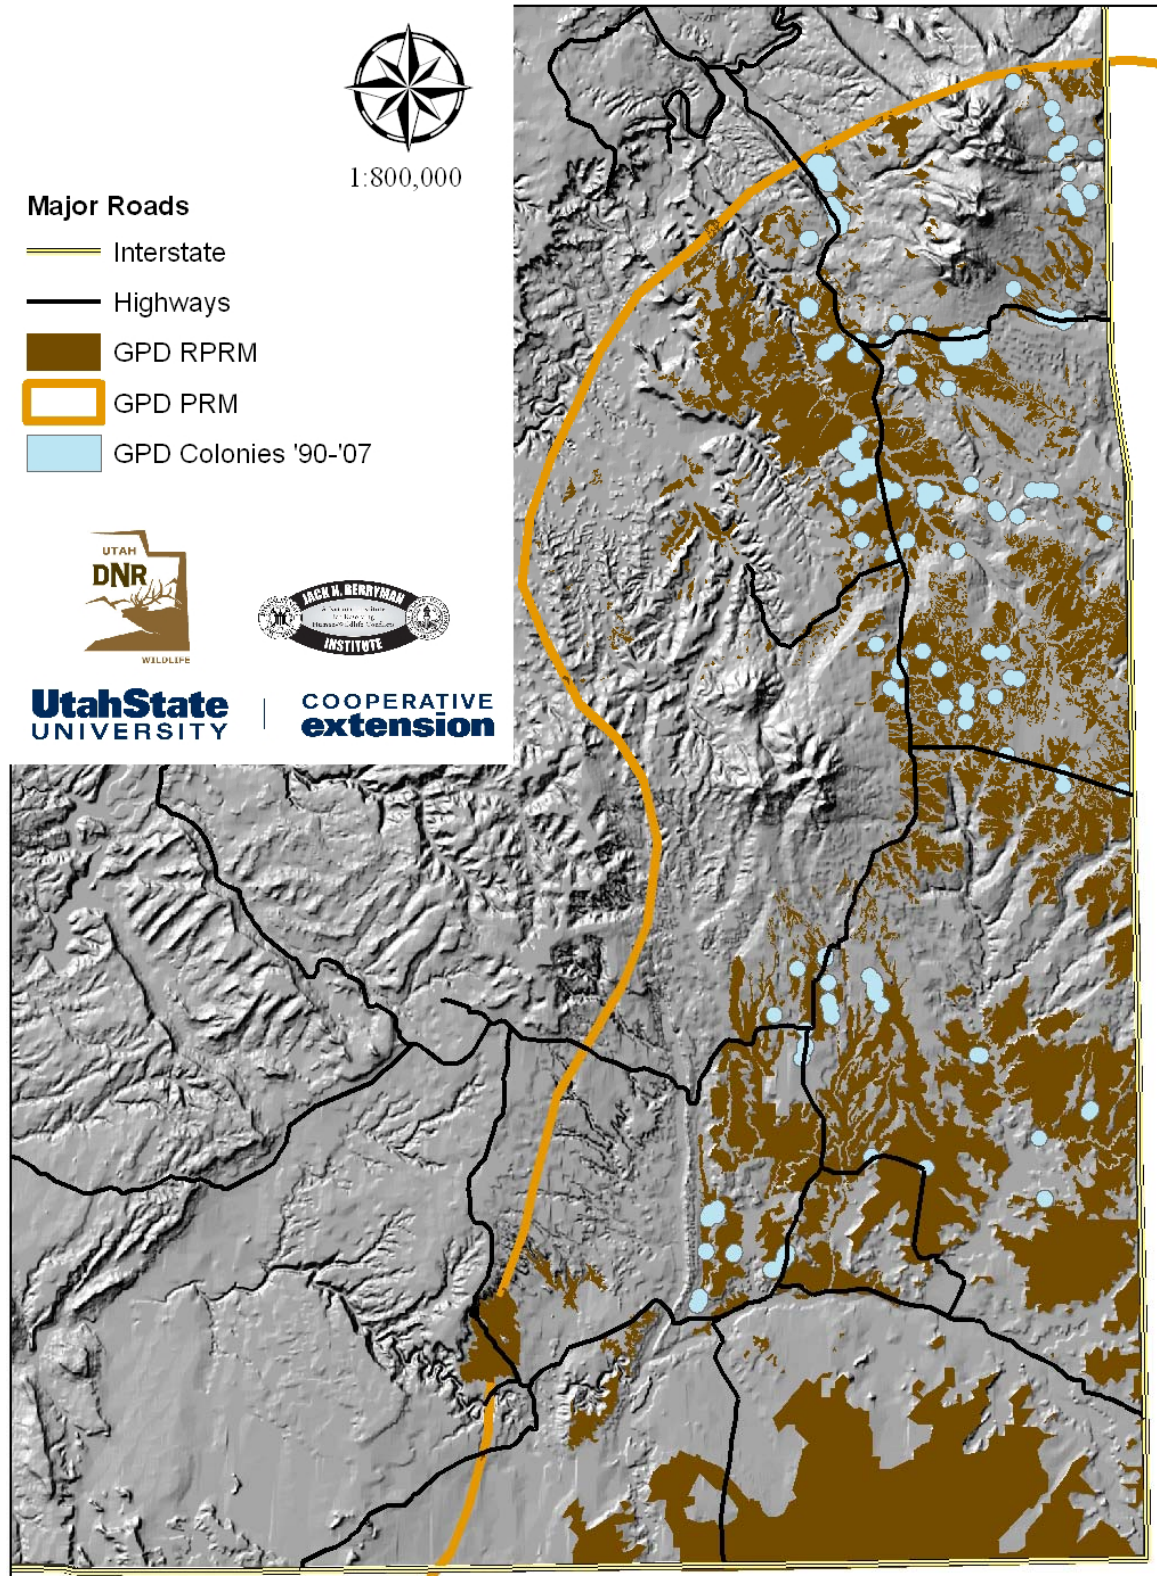 1:800,000
Major Roads
Interstate
Highways
GPD RPRM
GPD PRM
GPD Colonies '90-'07
UTAH
DNR
WILDLIFE
JACK H. BERRYMAN
INSTITUTE
UtahState
UNIVERSITY
COOPERATIVE
extension